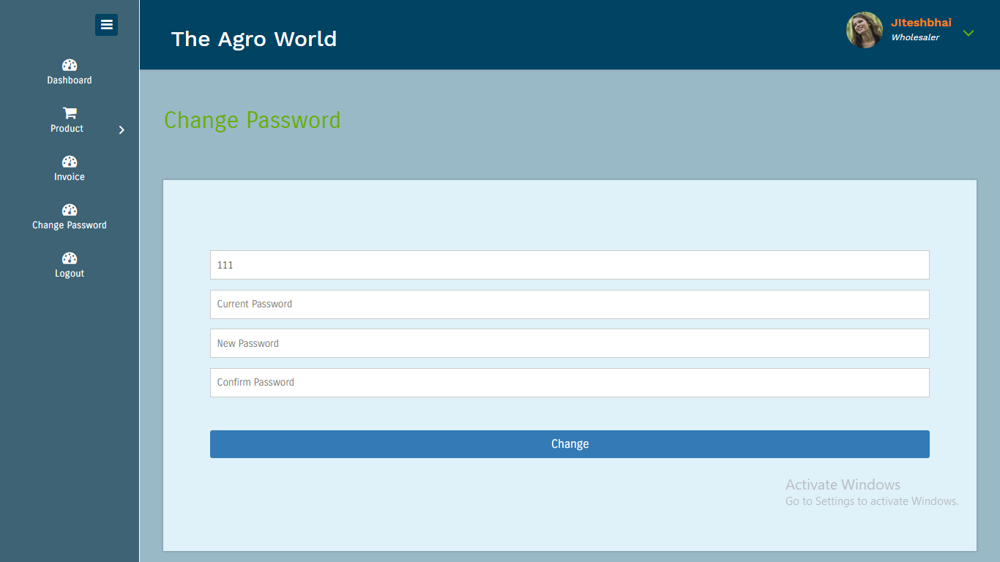 The Agro World
JIteshbhai
Wholesaler
Dashboard
Product
Invoice
Change Password
Logout
Change Password
111
Current Password
New Password
Confirm Password
Change
Activate Windows
Go to Settings to activate Windows.